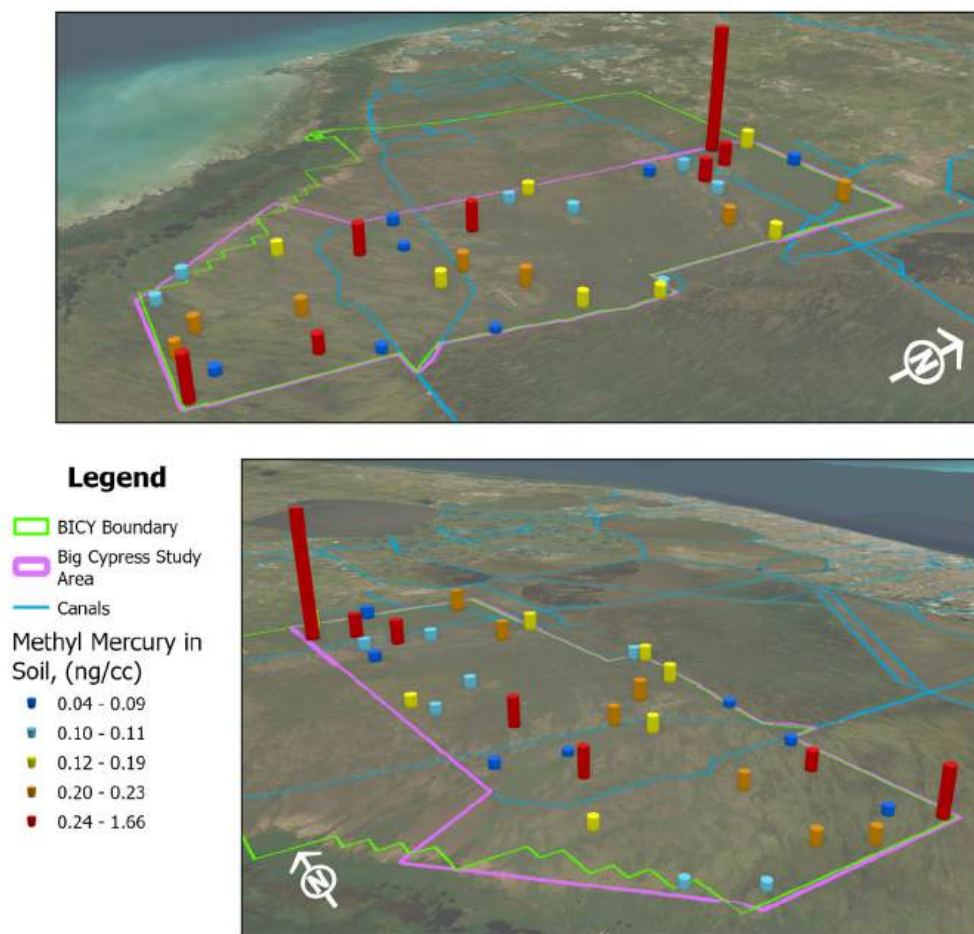 N
Legend
BICY Boundary
Big Cypress Study
Area
Canals
Methyl Mercury in
Soil, (ng/cc)
0.04 - 0.09
0.10 - 0.11
0.12 - 0.19
0.20 - 0.23
0.24 - 1.66
N